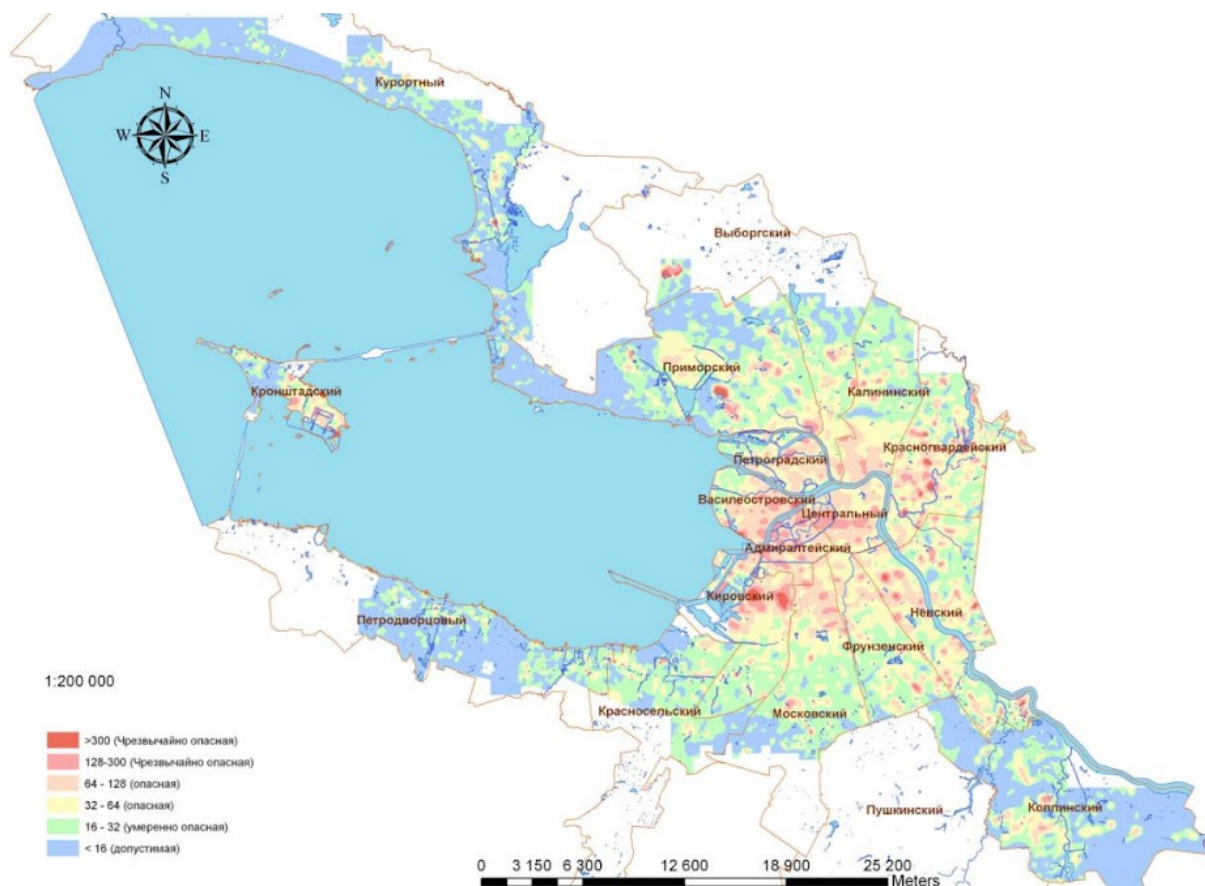 Курортный
N
W E
S
Выборгский
Приморский
Кронштадский
Калининский
Красногвардейский
Петроградский
Василеостровский
Центральный
Адмиралтейский
Кировский
Невский
Петродворцовый
Фрунзенский
1:200 000
Красносельский
Московский
>300 (Чрезвычайно опасная)
128-300 (Чрезвычайно опасная)
64 - 128 (опасная)
32 - 64 (опасная)
16 - 32 (умеренно опасная)
< 16 (допустимая)
Пушкинский
Колпинский
0 3 150 6 300 12 600 18 900 25 200
Meters